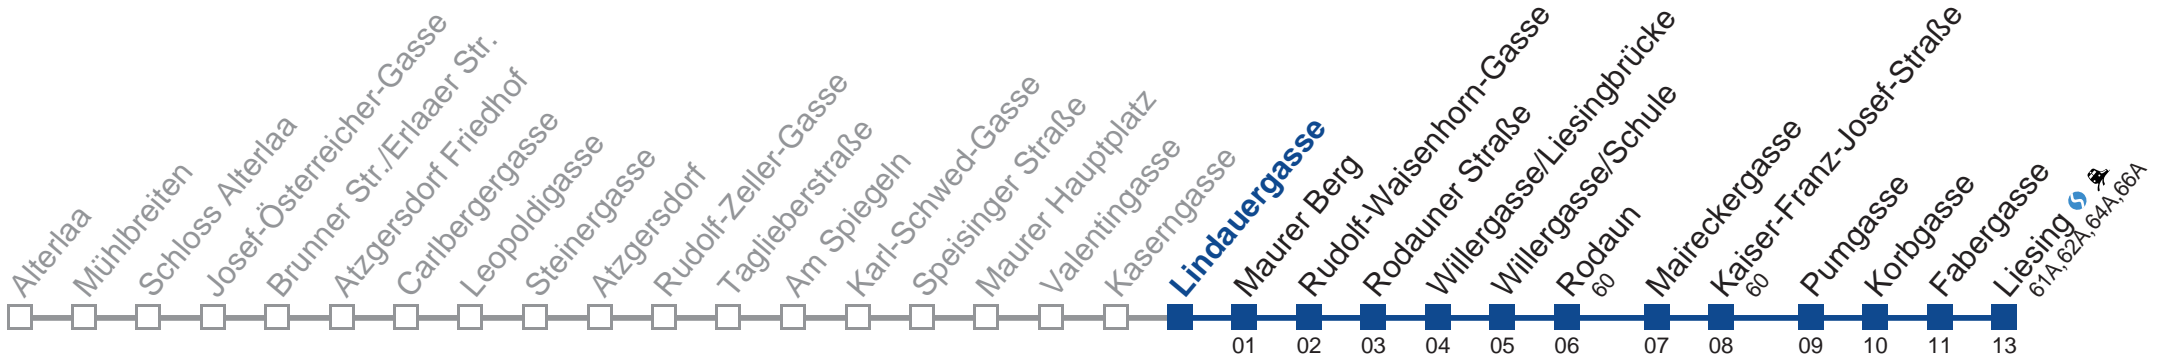 Alterlaa
Mühlbreiten
Schloss Alterlaa
Josef-Österreicher-Gasse
Brunner Str./Erlaaer Str.
Atzgersdorf Friedhof
Carlbergergasse
Leopoldigasse
Steinergasse
Atzgersdorf
Rudolf-Zeller-Gasse
Taglieberstraße
Am Spiegeln
Karl-Schwed-Gasse
Speisinger Straße
Maurer Hauptplatz
Valentingasse
Kaserngasse
Lindauergasse
Maurer Berg
Rudolf-Waisenhorn-Gasse
Rodauner Straße
Willergasse/Liesingbrücke
Willergasse/Schule
Rodaun
60
Maireckergasse
Kaiser-Franz-Josef-Straße
60
Pumgasse
Korbgasse
Fabergasse
Liesing
61A,62A,64A,66A
01 02 03 04 05 06 07 08 09 10 11 13